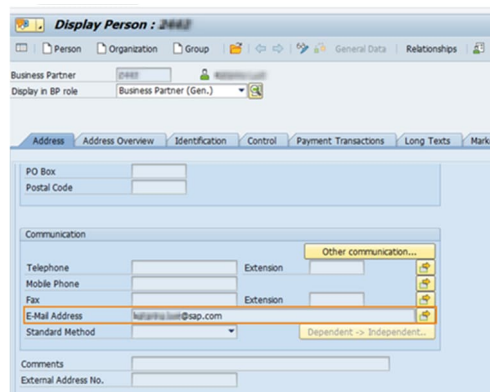 Display Person :
Person Organization Group General Data Relationships
Business Partner
Display in BP role Business Partner (Gen.)
Address Address Overview Identification Control Payment Transactions Long Texts Mark
PO Box
Postal Code
Communication
Other communication...
Telephone Extension
Mobile Phone
Fax Extension
E-Mail Address @sap.com
Standard Method Dependent -> Independent..
Comments
External Address No.